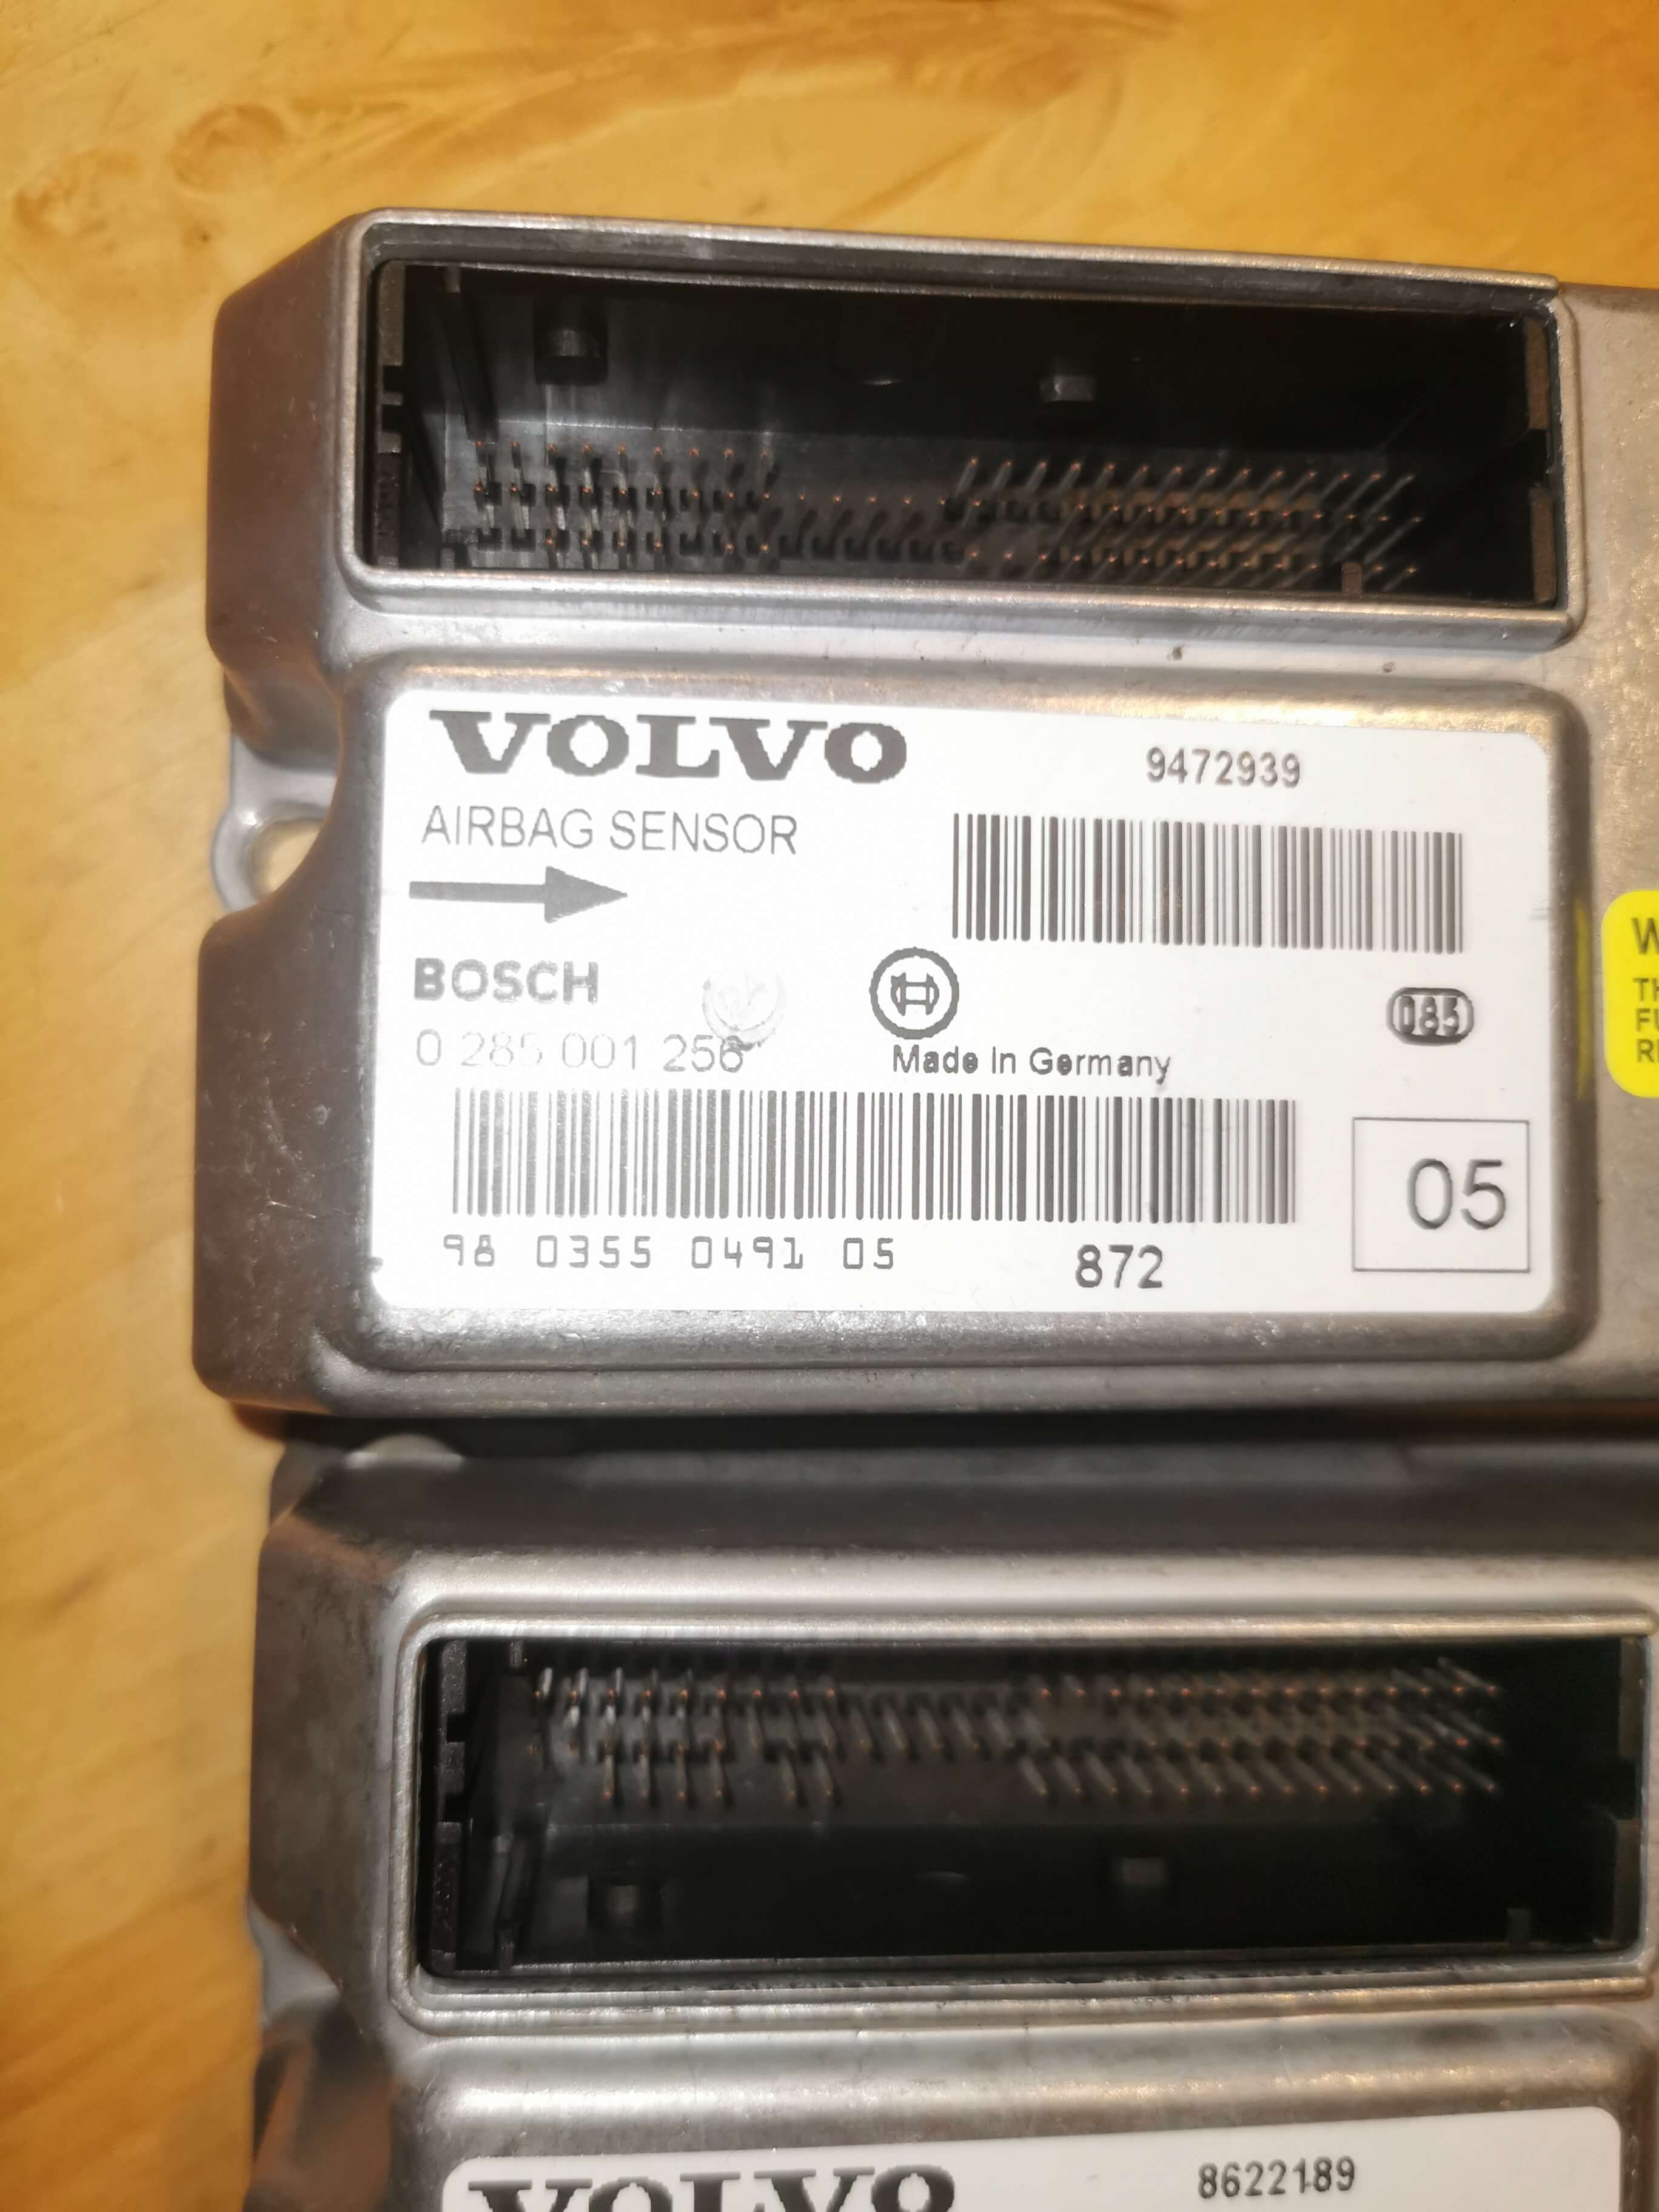 VOLVO
9472939
AIRBAG SENSOR
BOSCH
085
0 285 001 256
Made In Germany
05
98 0355 0491 05
872
VOLVO
8622189